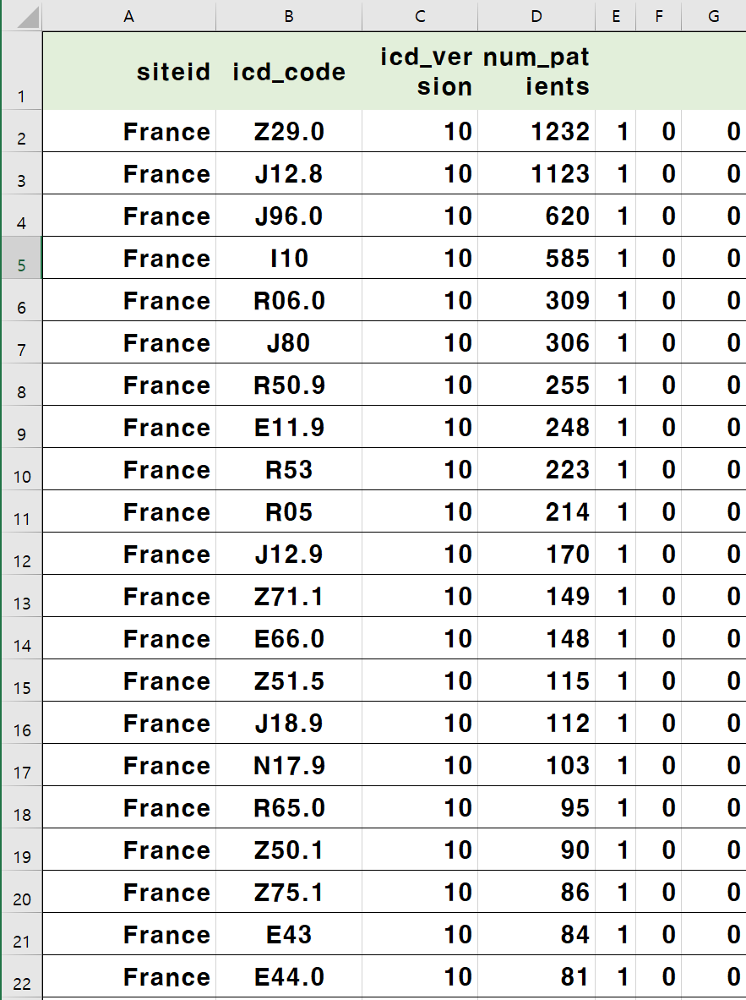 A B C D E F G
1 siteid icd_code icd_ver num_pat
sion ients
2 France Z29.0 10 1232 1 0 0
3 France J12.8 10 1123 1 0 0
4 France J96.0 10 620 1 0 0
5 France I10 10 585 1 0 0
6 France R06.0 10 309 1 0 0
7 France J80 10 306 1 0 0
8 France R50.9 10 255 1 0 0
9 France E11.9 10 248 1 0 0
10 France R53 10 223 1 0 0
11 France R05 10 214 1 0 0
12 France J12.9 10 170 1 0 0
13 France Z71.1 10 149 1 0 0
14 France E66.0 10 148 1 0 0
15 France Z51.5 10 115 1 0 0
16 France J18.9 10 112 1 0 0
17 France N17.9 10 103 1 0 0
18 France R65.0 10 95 1 0 0
19 France Z50.1 10 90 1 0 0
20 France Z75.1 10 86 1 0 0
21 France E43 10 84 1 0 0
22 France E44.0 10 81 1 0 0